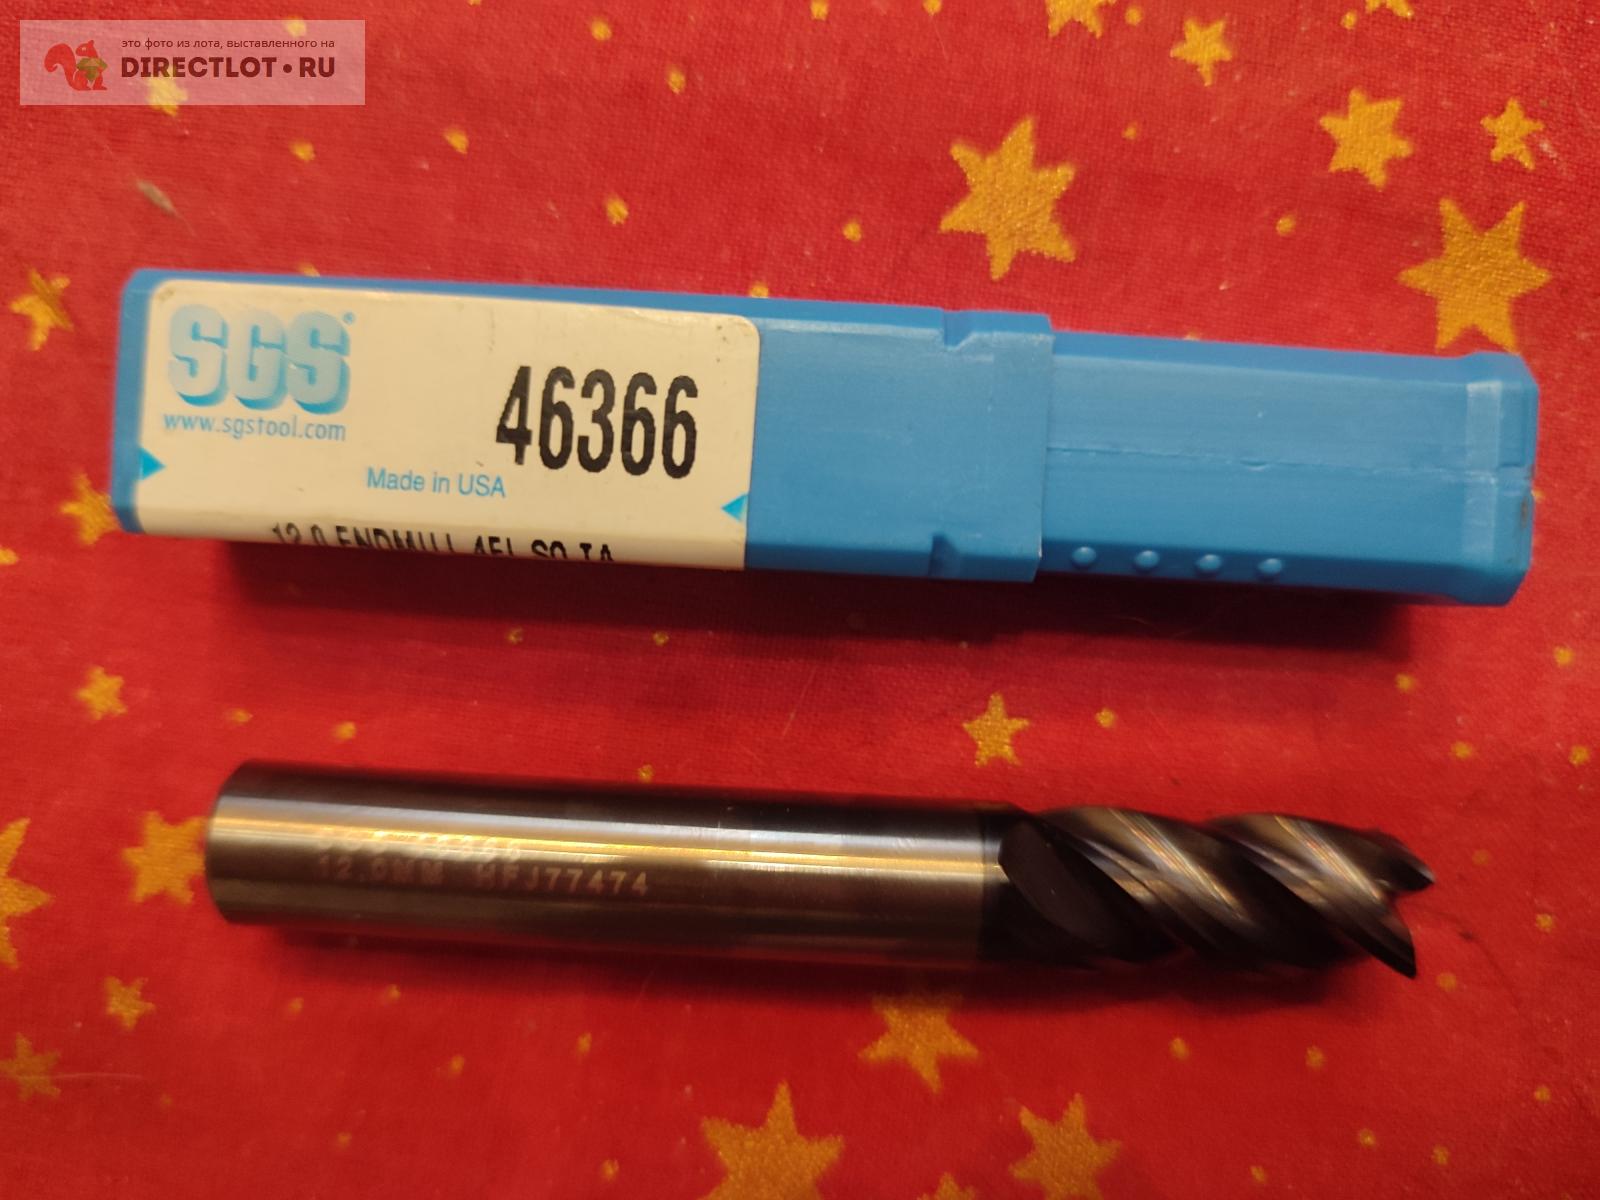 это фото из лота, выставленного на
DIRECTLOT•RU
SGS®
www.sgstool.com
46366
Made in USA
12.0 ENDMILL 4FL SQ TA
12.0MM HFJ77474